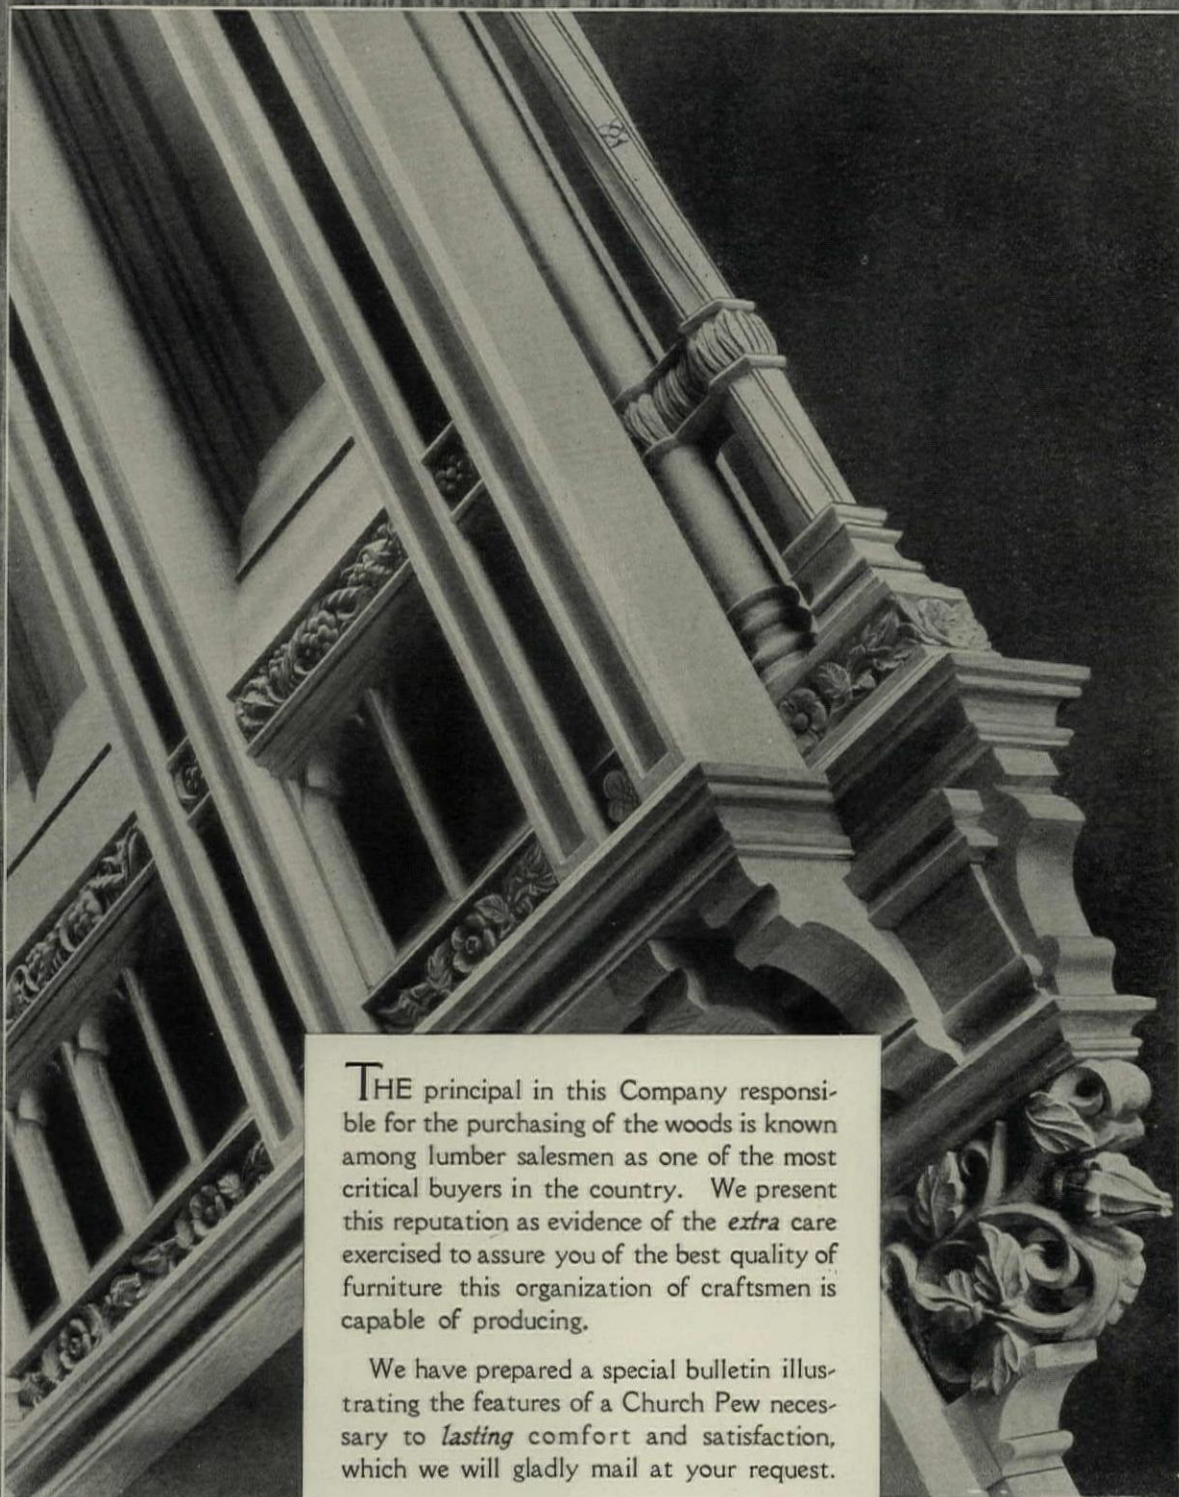 THE principal in this Company responsi-
ble for the purchasing of the woods is known
among lumber salesmen as one of the most
critical buyers in the country. We present
this reputation as evidence of the extra care
exercised to assure you of the best quality of
furniture this organization of craftsmen is
capable of producing.
We have prepared a special bulletin illus-
trating the features of a Church Pew neces-
sary to lasting comfort and satisfaction,
which we will gladly mail at your request.